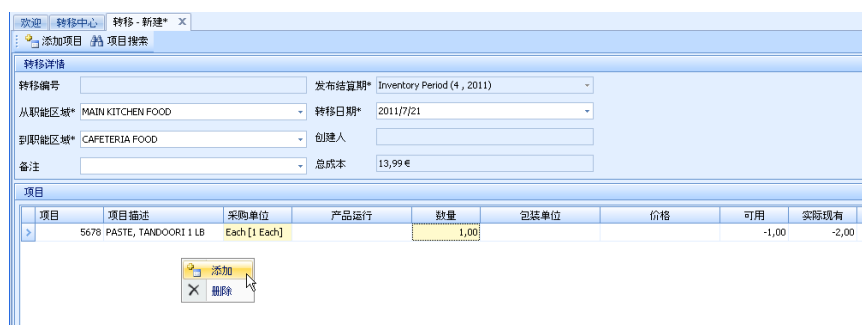 欢迎 转移中心 转移 - 新建* X
添加项目 项目搜索
转移详情
转移编号 发布结算期* Inventory Period (4 , 2011)
从职能区域* MAIN KITCHEN FOOD 转移日期* 2011/7/21
到职能区域* CAFETERIA FOOD 创建人
备注 总成本 13,99 €
项目
项目 项目描述 采购单位 产品运行 数量 包装单位 价格 可用 实际现有
5678 PASTE, TANDOORI 1 LB Each [1 Each] 1,00 -1,00 -2,00
添加
删除